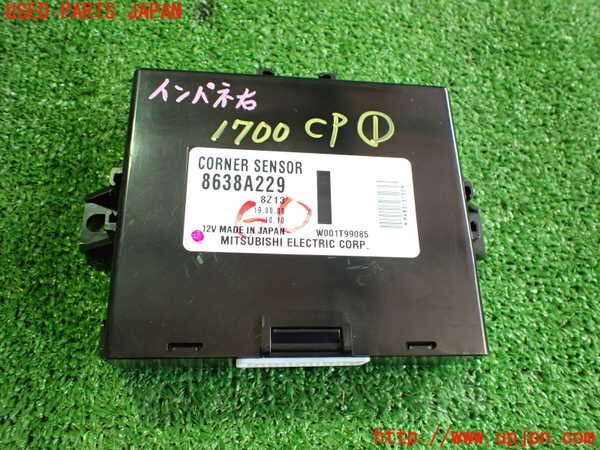 USED PARTS JAPAN
インパネ右
1700 CP ①
CORNER SENSOR
8638A229
8Z13
12V MADE IN JAPAN
W001T99085
MITSUBISHI ELECTRIC CORP.
http://www.upjpn.com